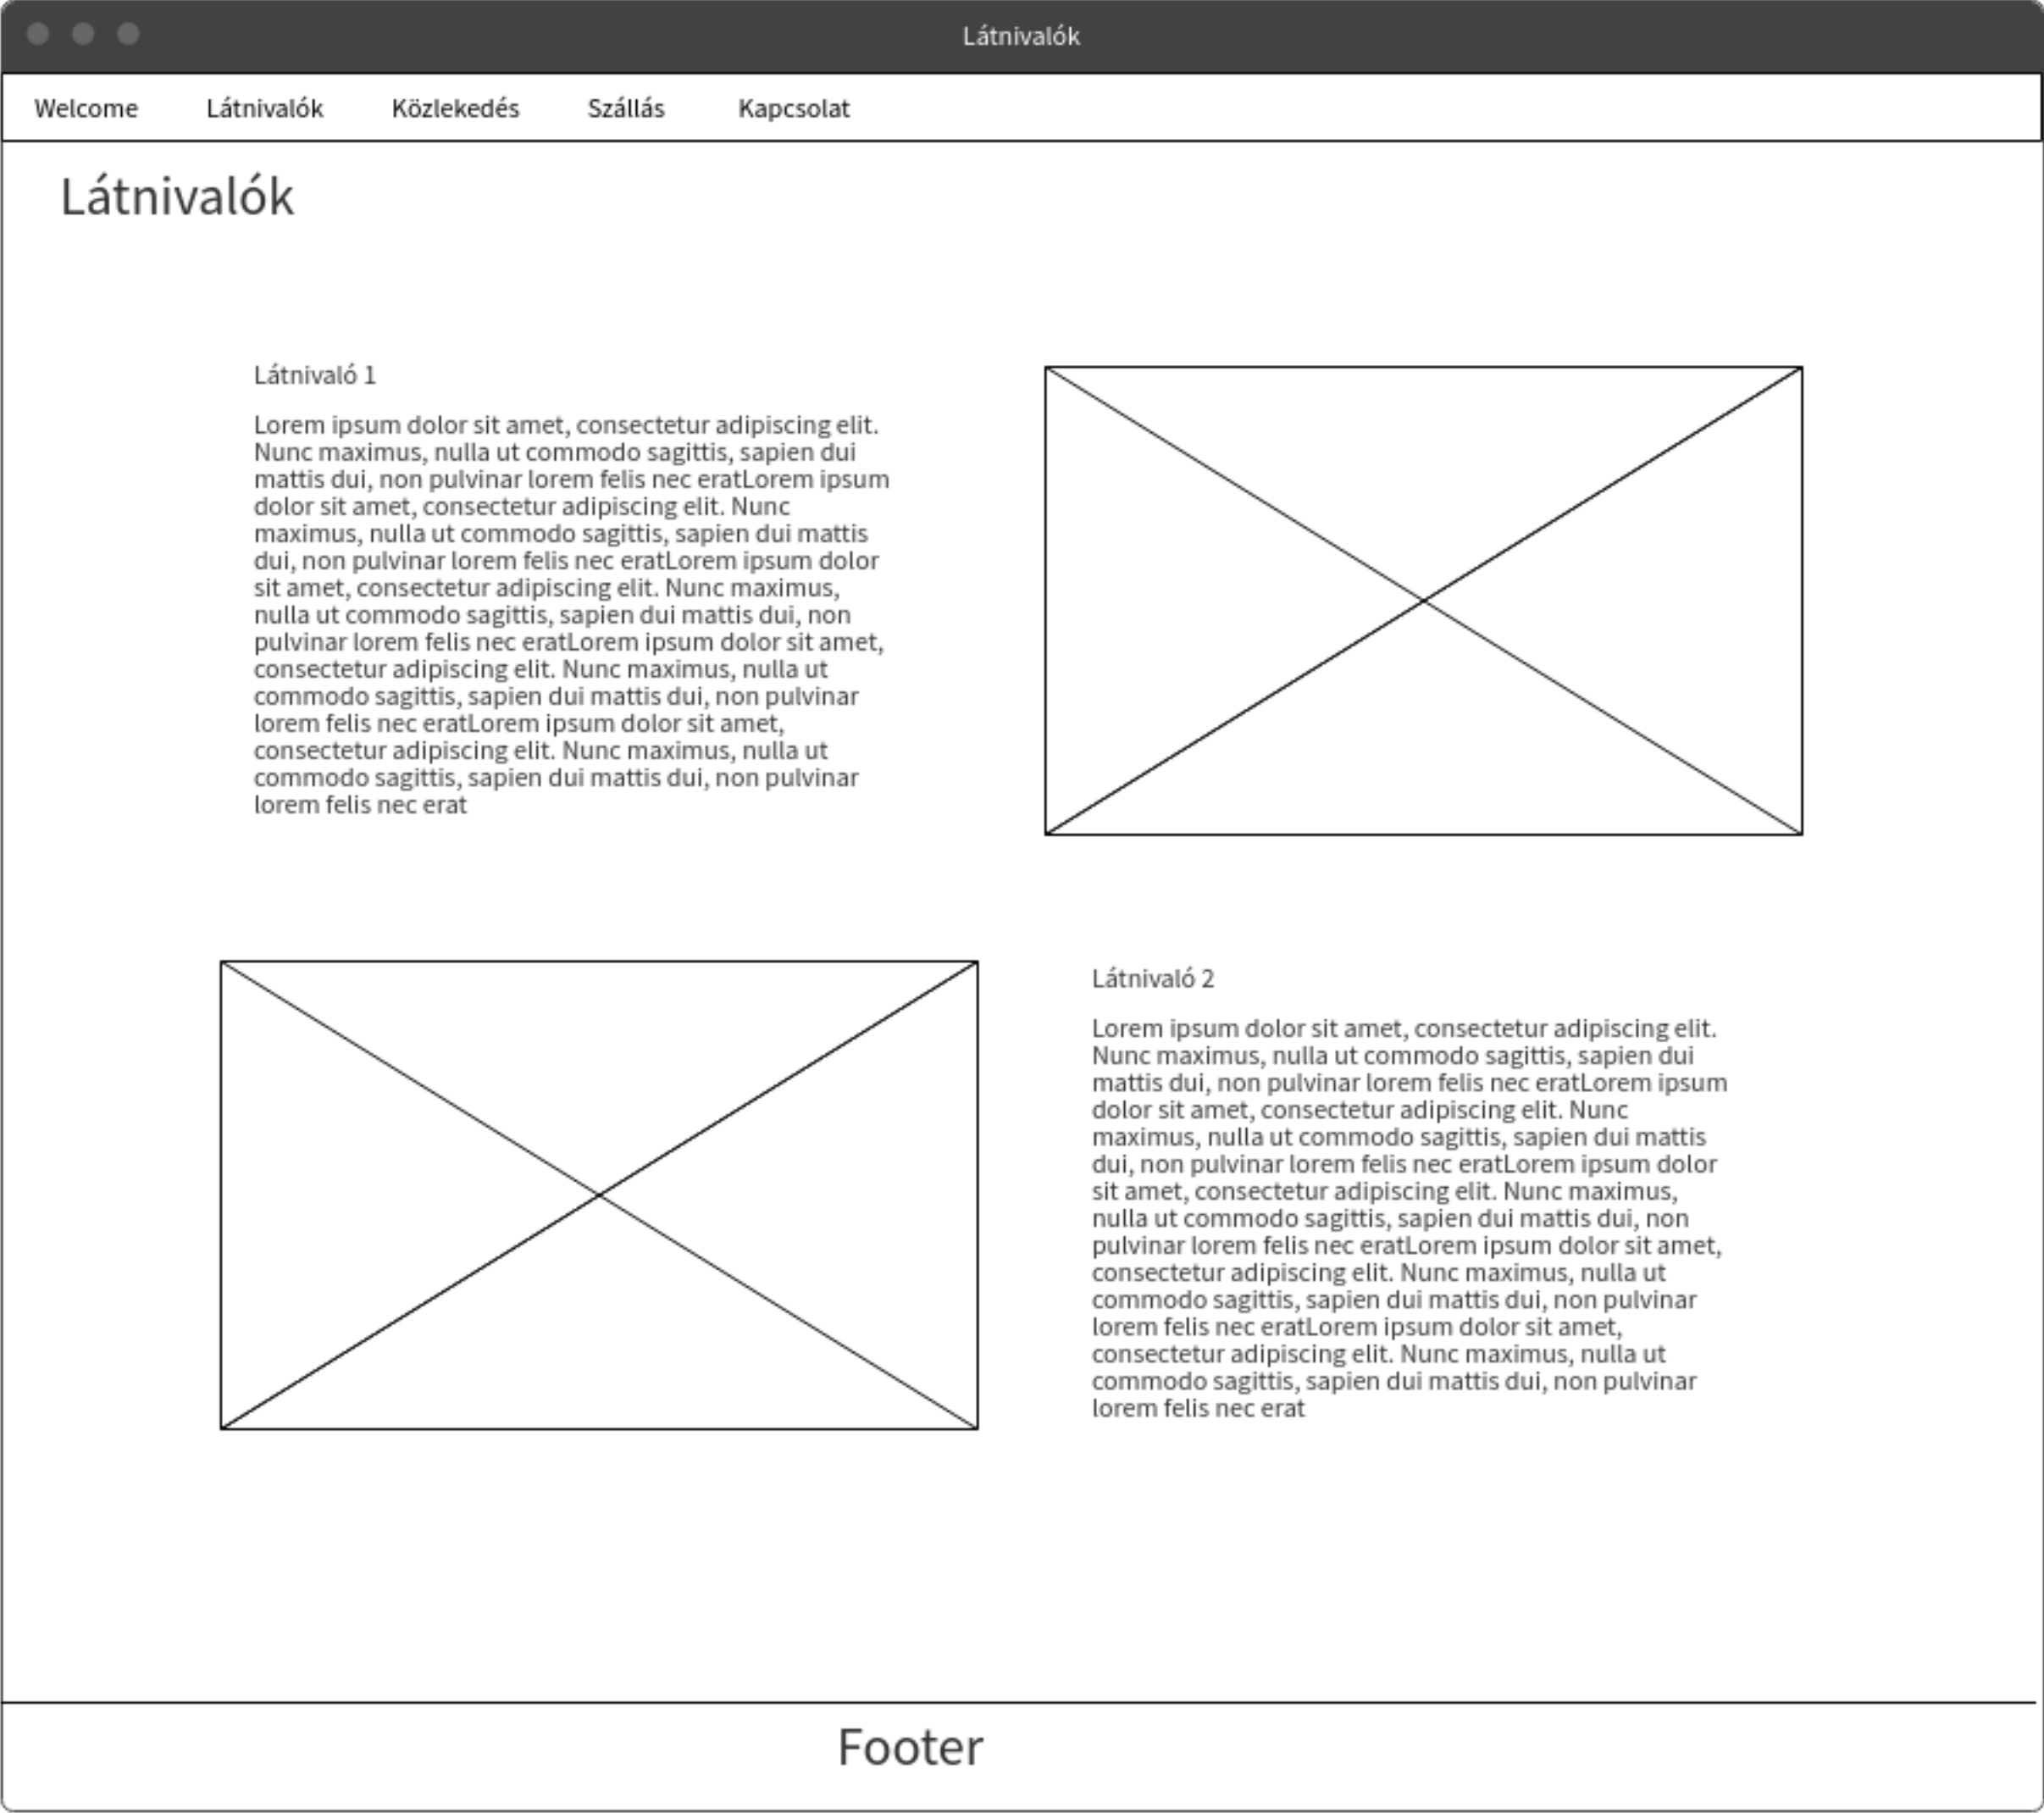 Látnivalók
Welcome Látnivalók Közlekedés Szállás Kapcsolat
Látnivalók
Látnivaló 1
Lorem ipsum dolor sit amet, consectetur adipiscing elit.
Nunc maximus, nulla ut commodo sagittis, sapien dui
mattis dui, non pulvinar lorem felis nec eratLorem ipsum
dolor sit amet, consectetur adipiscing elit. Nunc
maximus, nulla ut commodo sagittis, sapien dui mattis
dui, non pulvinar lorem felis nec eratLorem ipsum dolor
sit amet, consectetur adipiscing elit. Nunc maximus,
nulla ut commodo sagittis, sapien dui mattis dui, non
pulvinar lorem felis nec eratLorem ipsum dolor sit amet,
consectetur adipiscing elit. Nunc maximus, nulla ut
commodo sagittis, sapien dui mattis dui, non pulvinar
lorem felis nec eratLorem ipsum dolor sit amet,
consectetur adipiscing elit. Nunc maximus, nulla ut
commodo sagittis, sapien dui mattis dui, non pulvinar
lorem felis nec erat
Látnivaló 2
Lorem ipsum dolor sit amet, consectetur adipiscing elit.
Nunc maximus, nulla ut commodo sagittis, sapien dui
mattis dui, non pulvinar lorem felis nec eratLorem ipsum
dolor sit amet, consectetur adipiscing elit. Nunc
maximus, nulla ut commodo sagittis, sapien dui mattis
dui, non pulvinar lorem felis nec eratLorem ipsum dolor
sit amet, consectetur adipiscing elit. Nunc maximus,
nulla ut commodo sagittis, sapien dui mattis dui, non
pulvinar lorem felis nec eratLorem ipsum dolor sit amet,
consectetur adipiscing elit. Nunc maximus, nulla ut
commodo sagittis, sapien dui mattis dui, non pulvinar
lorem felis nec eratLorem ipsum dolor sit amet,
consectetur adipiscing elit. Nunc maximus, nulla ut
commodo sagittis, sapien dui mattis dui, non pulvinar
lorem felis nec erat
Footer